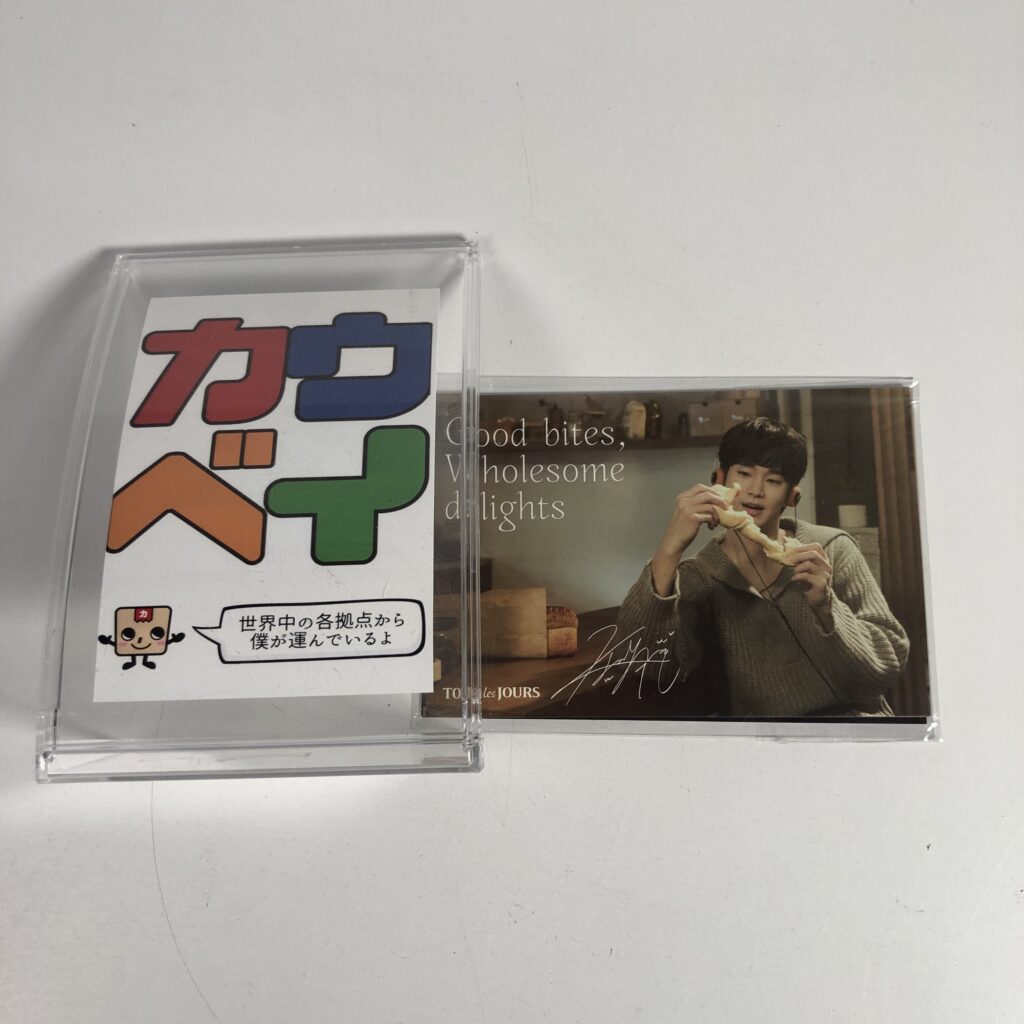 カウ
ベイ
カ
世界中の各拠点から
僕が運んでいるよ
Good bites,
Wholesome
delights
TOUS les JOURS